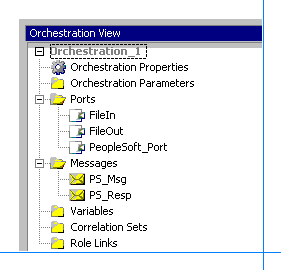 Orchestration View
Orchestration_1
Orchestration Properties
Orchestration Parameters
Ports
FileIn
FileOut
PeopleSoft_Port
Messages
PS_Msg
PS_Resp
Variables
Correlation Sets
Role Links